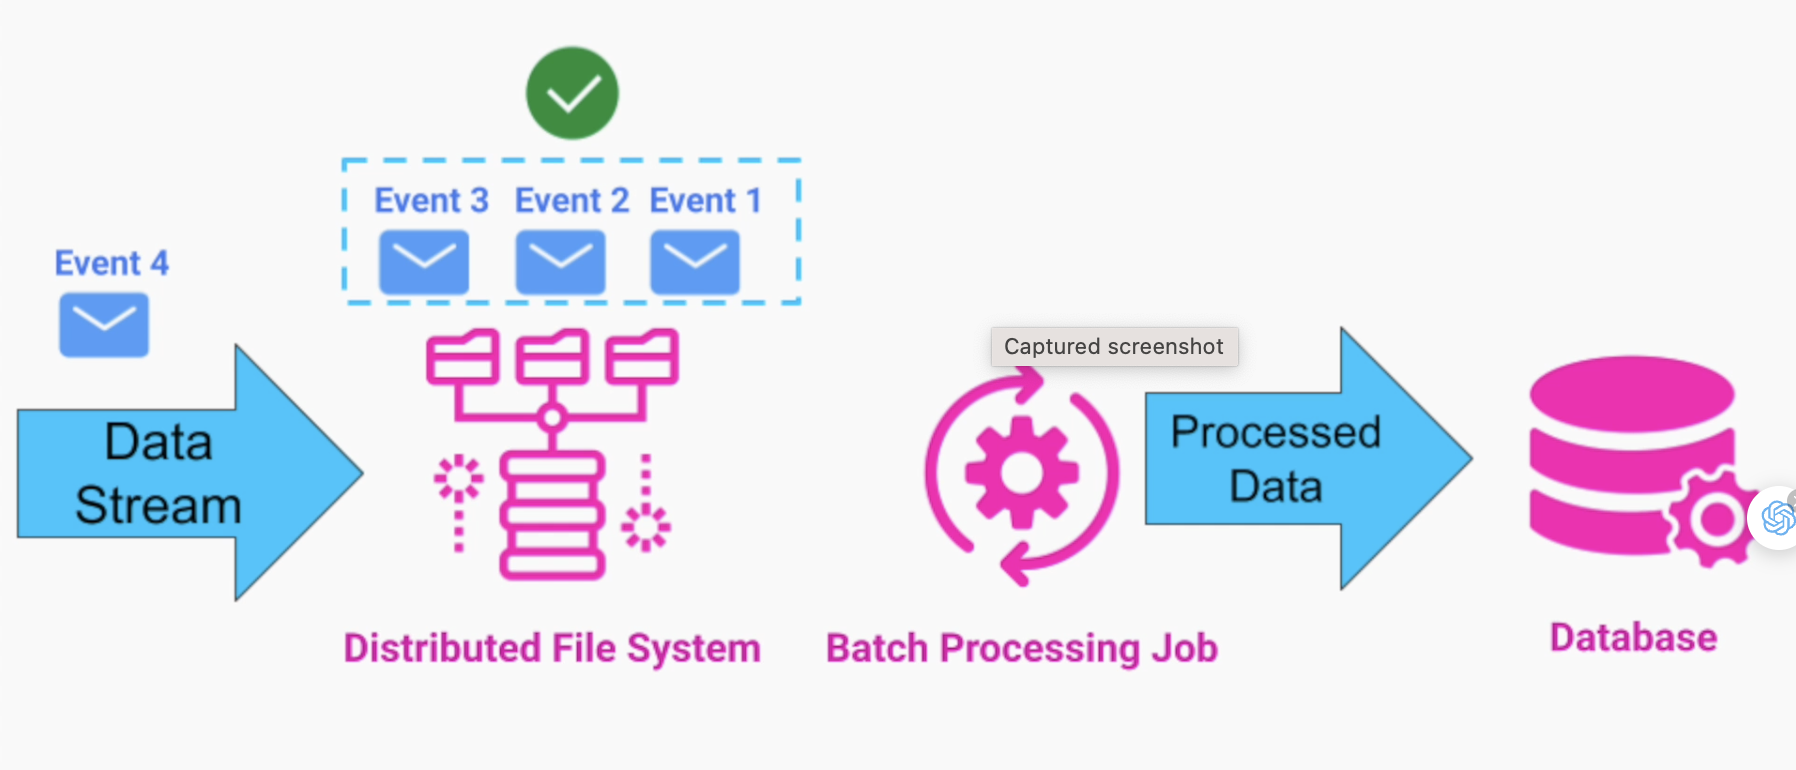 Event 3 Event 2 Event 1
Event 4
Captured screenshot
Data
Stream
Processed
Data
Distributed File System
Batch Processing Job
Database